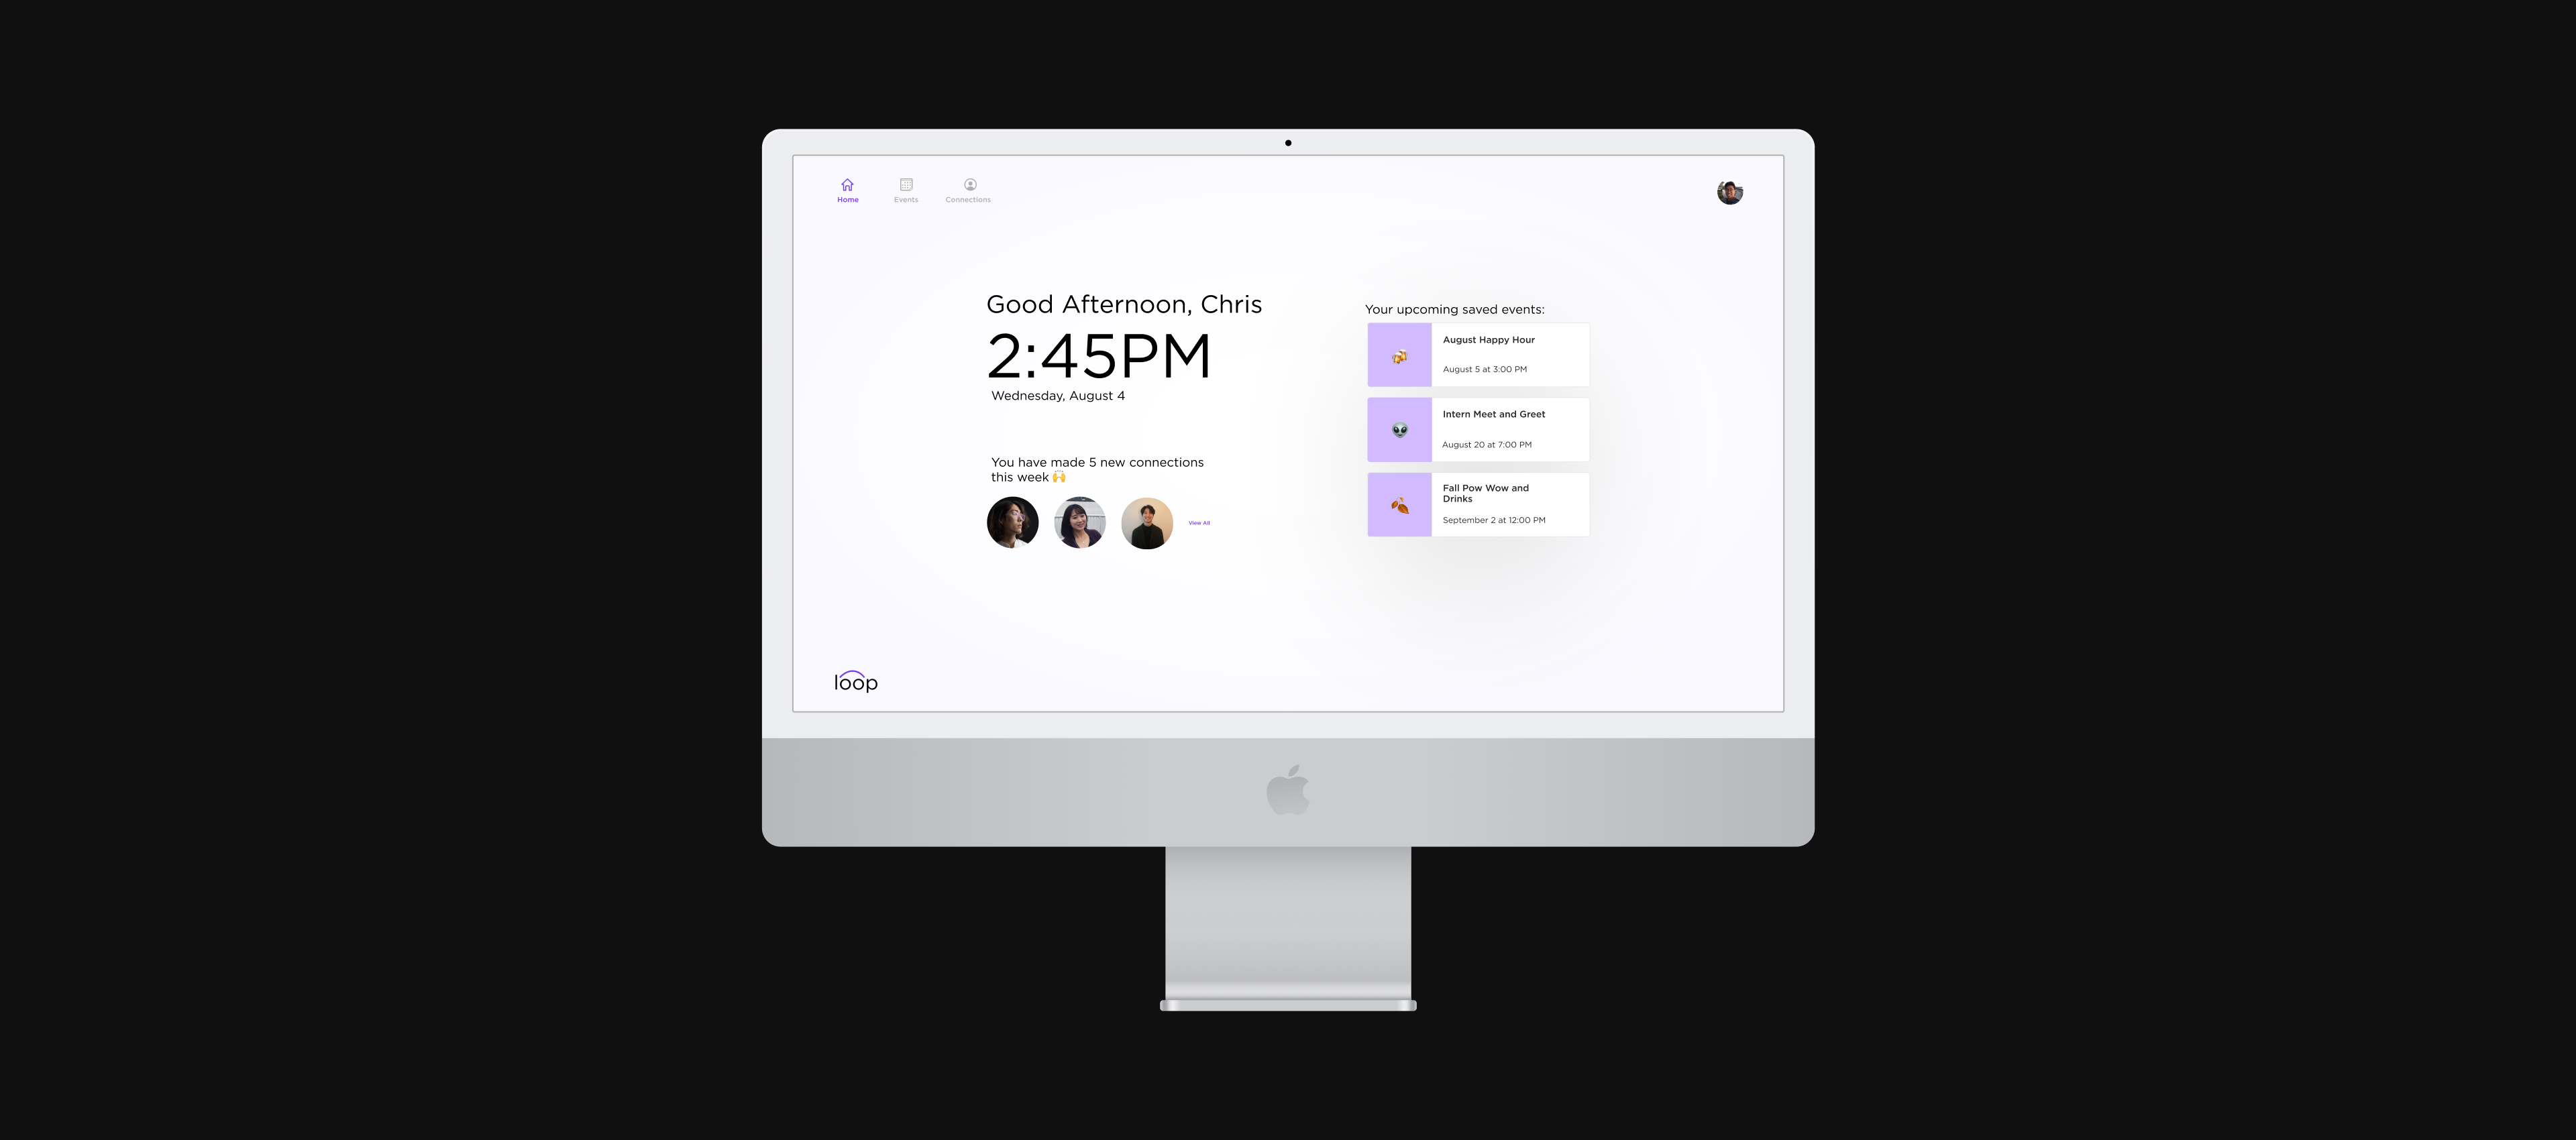 Home
Events
Connections
Good Afternoon, Chris
2:45PM
Wednesday, August 4
You have made 5 new connections
this week 🙌
View All
Your upcoming saved events:
August Happy Hour
August 5 at 3:00 PM
Intern Meet and Greet
August 20 at 7:00 PM
Fall Pow Wow and
Drinks
September 2 at 12:00 PM
loop